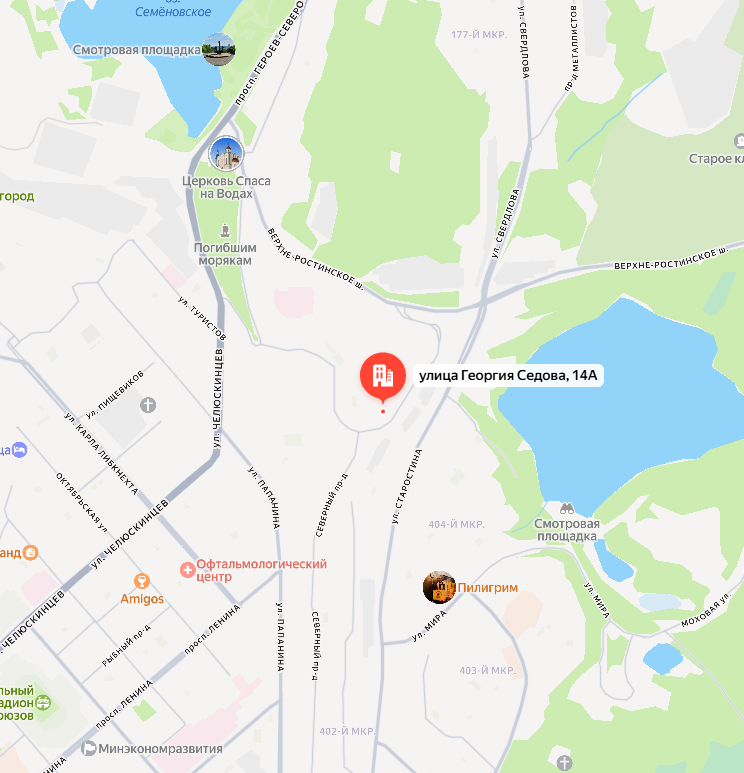 оз.
Семёновское
Смотровая площадка
просп. ГЕРОЕВ-СЕВЕРО
177-Й МКР.
ул. СВЕРДЛОВА
пр-д МЕТАЛЛИСТОВ
Церковь Спаса
на Водах
Старое кл
город
Погибшим
морякам
ВЕРХНЕ-РОСТИНСКОЕ ш.
ул. СВЕРДЛОВА
ВЕРХНЕ-РОСТИНСКОЕ ш.
ул. ТУРИСТОВ
ул. ЧЕЛЮСКИНЦЕВ
улица Георгия Седова, 14А
ул. ПИЩЕВИКОВ
ул. КАРЛА ЛИБКНЕХТА
ца
ОКТЯБРЬСКАЯ ул.
ул. ПАПАНИНА
СЕВЕРНЫЙ пр-д
ул. СТАРОСТИНА
404-Й МКР.
Смотровая
площадка
ул. ЧЕЛЮСКИНЦЕВ
анд
Офтальмологический
центр
Amigos
Пилигрим
ул. МИРА
ул. МИРА
МОХОВАЯ ул.
ЧЕЛЮСКИНЦЕВ
РЫБНЫЙ пр-д
просп. ЛЕНИНА
ул. ПАПАНИНА
СЕВЕРНЫЙ пр-д
403-Й МКР.
льный
адион
оюзов
просп. ЛЕНИНА
402-Й МКР.
Минэкономразвития